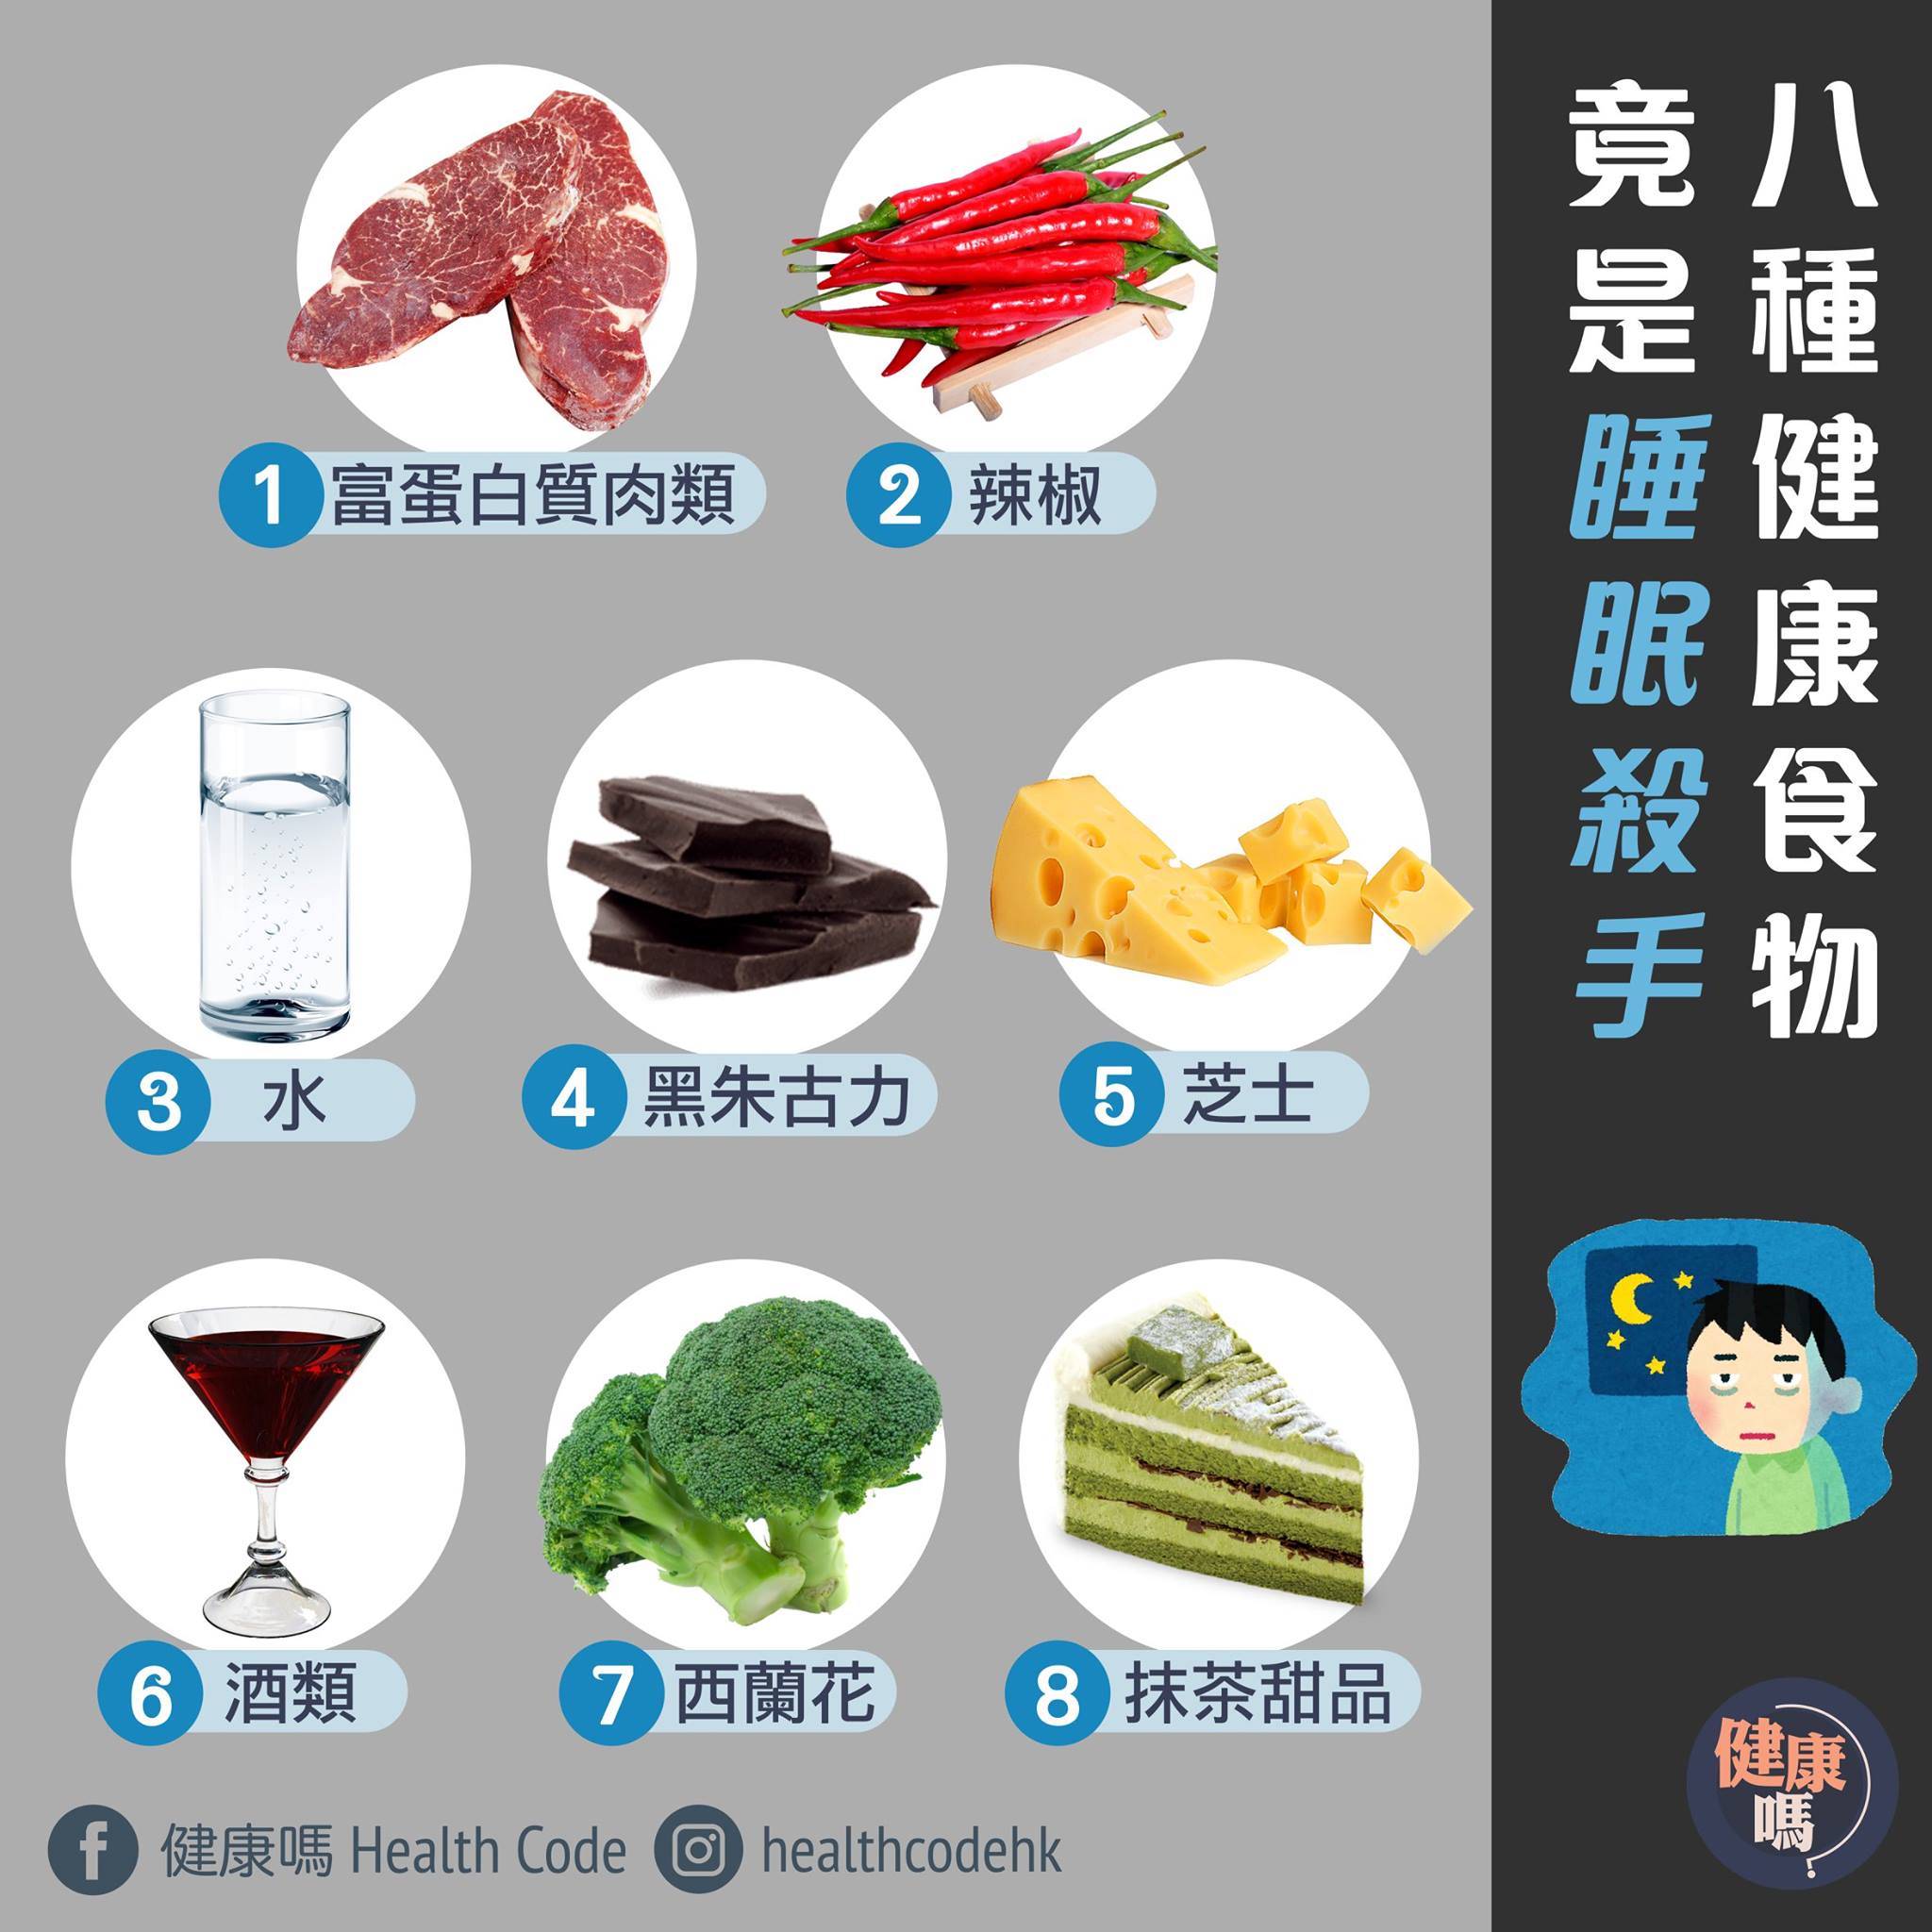 八種健康食物
竟是睡眠殺手
1 富蛋白質肉類
2 辣椒
3 水
4 黑朱古力
5 芝士
6 酒類
7 西蘭花
8 抹茶甜品
健康嗎 Health Code
healthcodehk
健康
嗎